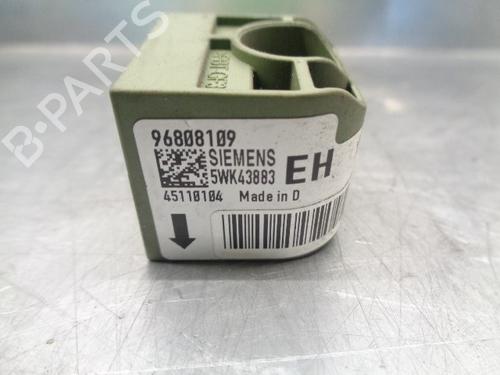 96808109
SIEMENS
5WK43883
EH
45110104 Made in D
B-PARTS